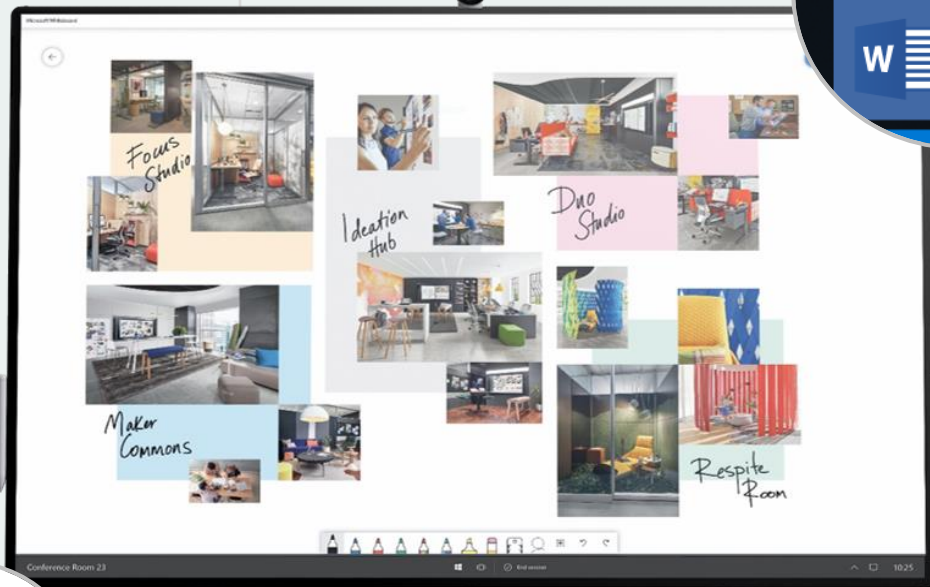 Microsoft Whiteboard
W
Focus
Studio
Ideation
Hub
Duo
Studio
Maker
Commons
Respite
Room
Conference Room 23
End session
10:25